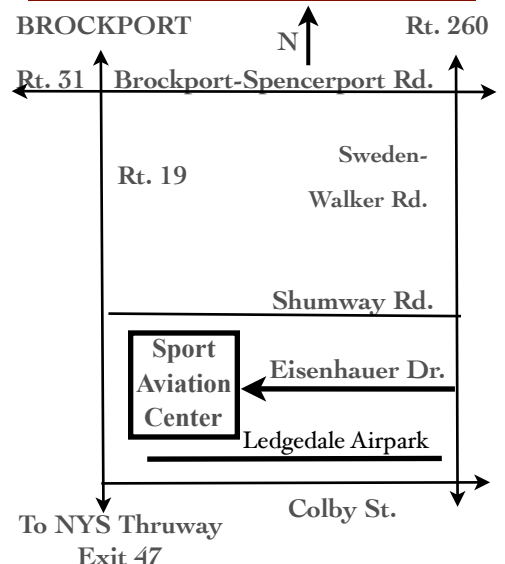 BROCKPORT
N
Rt. 260
Rt. 31 Brockport-Spencerport Rd.
Rt. 19
Sweden-
Walker Rd.
Shumway Rd.
Sport
Aviation
Center
Eisenhauer Dr.
Ledgedale Airpark
Colby St.
To NYS Thruway
Exit 47